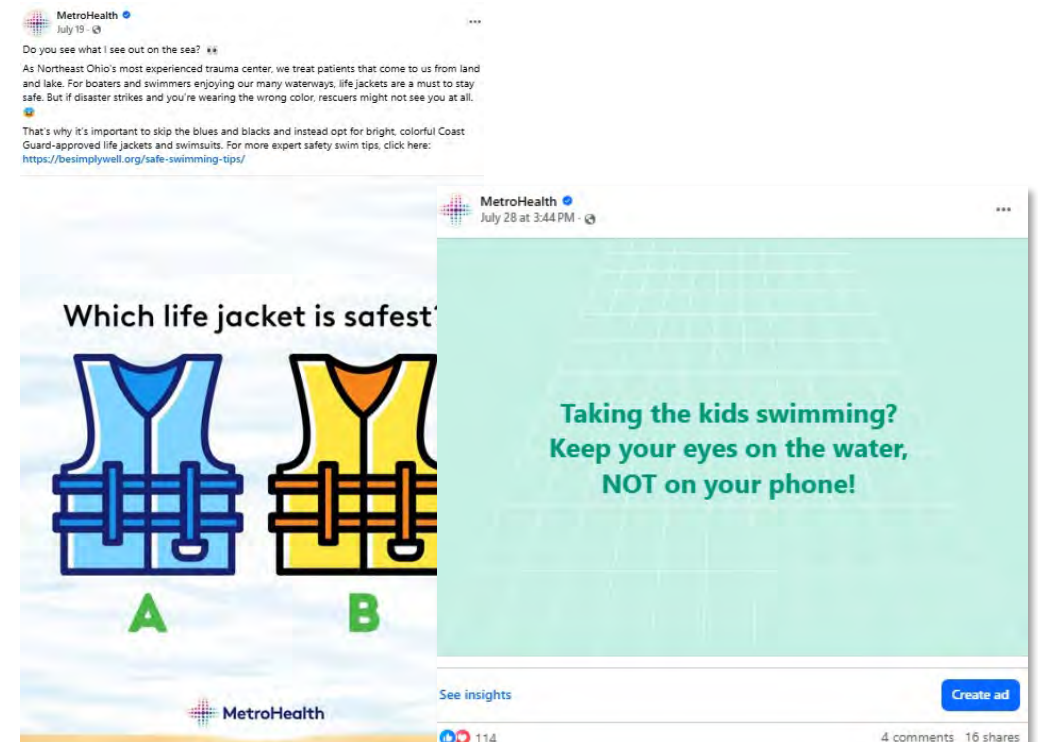 MetroHealth
July 19 ·
Do you see what I see out on the sea? 👀
As Northeast Ohio's most experienced trauma center, we treat patients that come to us from land
and lake. For boaters and swimmers enjoying our many waterways, life jackets are a must to stay
safe. But if disaster strikes and you're wearing the wrong color, rescuers might not see you at all.
That's why it's important to skip the blues and blacks and instead opt for bright, colorful Coast
Guard-approved life jackets and swimsuits. For more expert safety swim tips, click here:
https://besimplywell.org/safe-swimming-tips/
Which life jacket is safest?
A
B
MetroHealth
MetroHealth
July 28 at 3:44 PM ·
Taking the kids swimming?
Keep your eyes on the water,
NOT on your phone!
See insights
Create ad
114
4 comments 16 shares